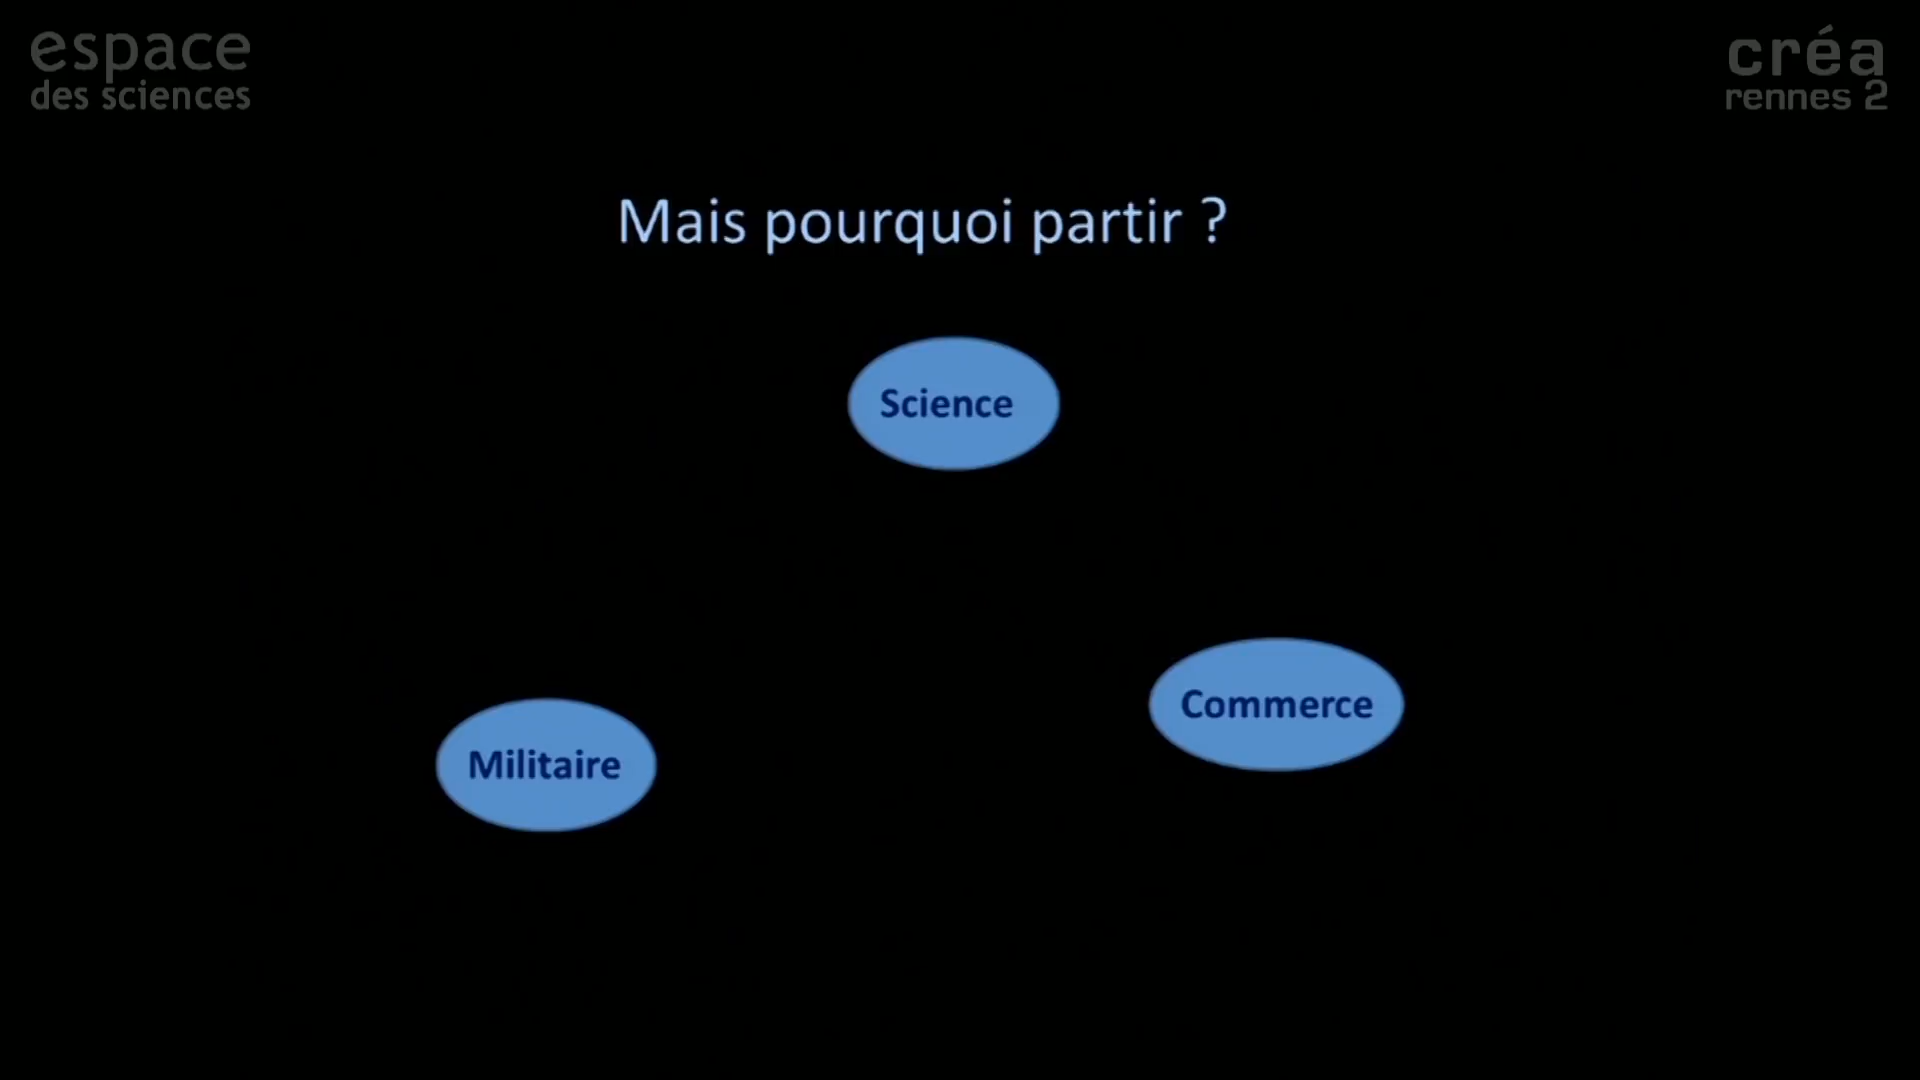 espace
des sciences
créa
rennes 2
Mais pourquoi partir ?
Science
Commerce
Militaire